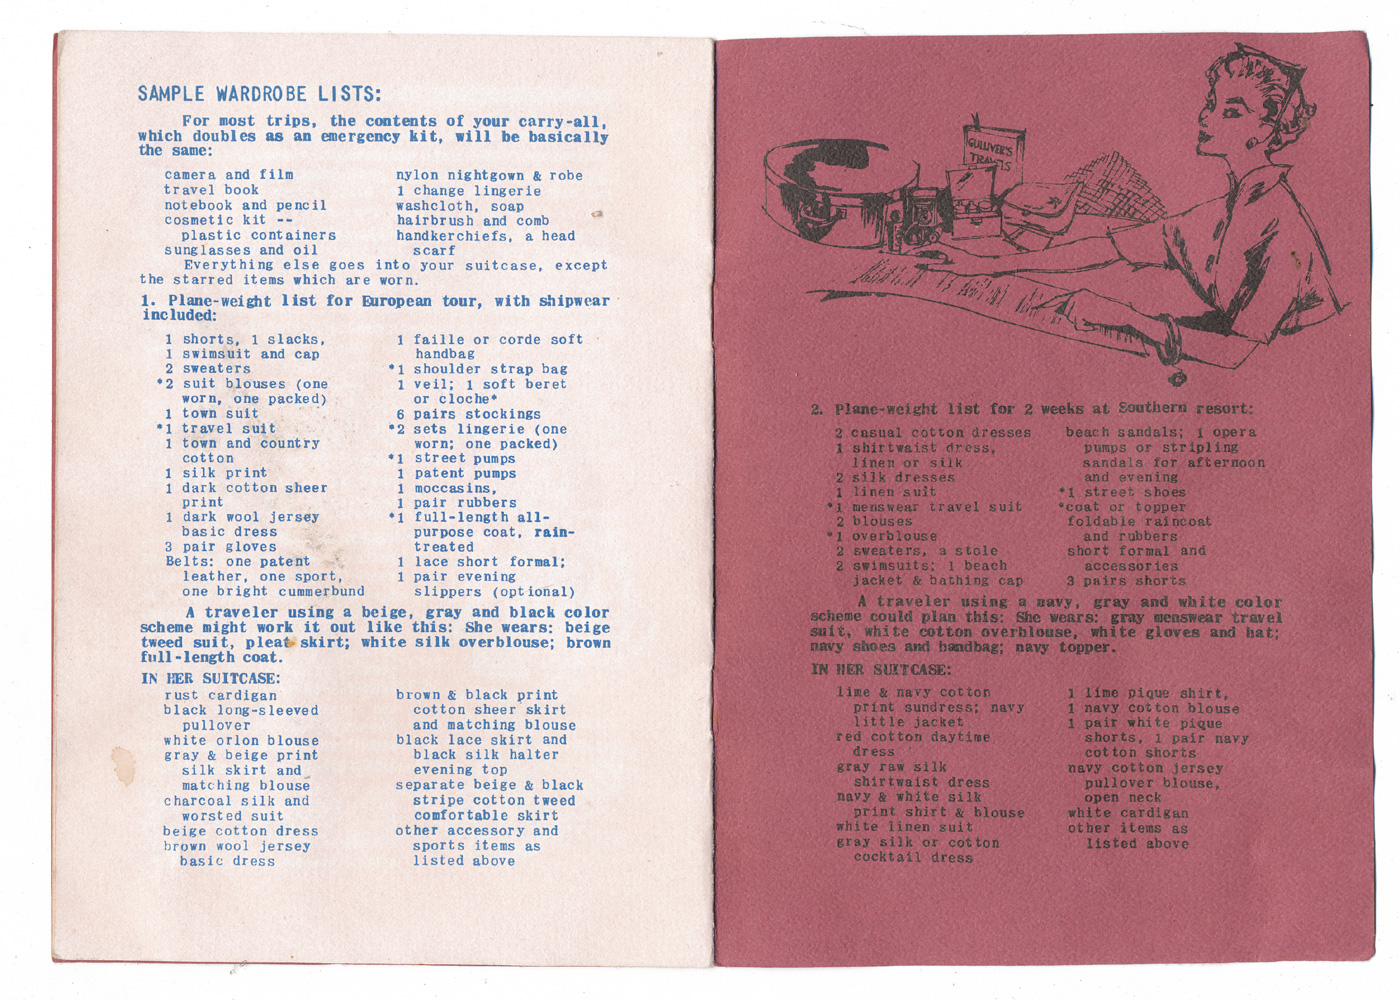 SAMPLE WARDROBE LISTS:
For most trips, the contents of your carry-all,
which doubles as an emergency kit, will be basically
the same:
camera and film
travel book
notebook and pencil
cosmetic kit --
plastic containers
sunglasses and oil
nylon nightgown & robe
1 change lingerie
washcloth, soap
hairbrush and comb
handkerchiefs, a head
scarf
Everything else goes into your suitcase, except
the starred items which are worn.
1. Plane-weight list for European tour, with shipwear
included:
1 shorts, 1 slacks,
1 swimsuit and cap
2 sweaters
*2 suit blouses (one
worn, one packed)
1 town suit
*1 travel suit
1 town and country
cotton
1 silk print
1 dark cotton sheer
print
1 dark wool jersey
basic dress
3 pair gloves
Belts: one patent
leather, one sport,
one bright cummerbund
1 faille or corde soft
handbag
*1 shoulder strap bag
1 veil; 1 soft beret
or cloche*
6 pairs stockings
*2 sets lingerie (one
worn; one packed)
*1 street pumps
1 patent pumps
1 moccasins,
1 pair rubbers
*1 full-length all-
purpose coat, rain-
treated
1 lace short formal;
1 pair evening
slippers (optional)
A traveler using a beige, gray and black color
scheme might work it out like this: She wears: beige
tweed suit, pleat skirt; white silk overblouse; brown
full-length coat.
IN HER SUITCASE:
rust cardigan
black long-sleeved
pullover
white orlon blouse
gray & beige print
silk skirt and
matching blouse
charcoal silk and
worsted suit
beige cotton dress
brown wool jersey
basic dress
brown & black print
cotton sheer skirt
and matching blouse
black lace skirt and
black silk halter
evening top
separate beige & black
stripe cotton tweed
comfortable skirt
other accessory and
sports items as
listed above
GULLIVER'S
TRAVELS
2. Plane-weight list for 2 weeks at Southern resort:
2 casual cotton dresses
1 shirtwaist dress,
linen or silk
2 silk dresses
1 linen suit
*1 menswear travel suit
2 blouses
*1 overblouse
2 sweaters, a stole
2 swimsuits; 1 beach
jacket & bathing cap
beach sandals; 1 opera
pumps or stripling
sandals for afternoon
and evening
*1 street shoes
*coat or topper
foldable raincoat
and rubbers
short formal and
accessories
3 pairs shorts
A traveler using a navy, gray and white color
scheme could plan this: She wears: gray menswear travel
suit, white cotton overblouse, white gloves and hat;
navy shoes and handbag; navy topper.
IN HER SUITCASE:
lime & navy cotton
print sundress; navy
little jacket
red cotton daytime
dress
gray raw silk
shirtwaist dress
navy & white silk
print shirt & blouse
white linen suit
gray silk or cotton
cocktail dress
1 lime pique shirt,
1 navy cotton blouse
1 pair white pique
shorts, 1 pair navy
cotton shorts
navy cotton jersey
pullover blouse,
open neck
white cardigan
other items as
listed above